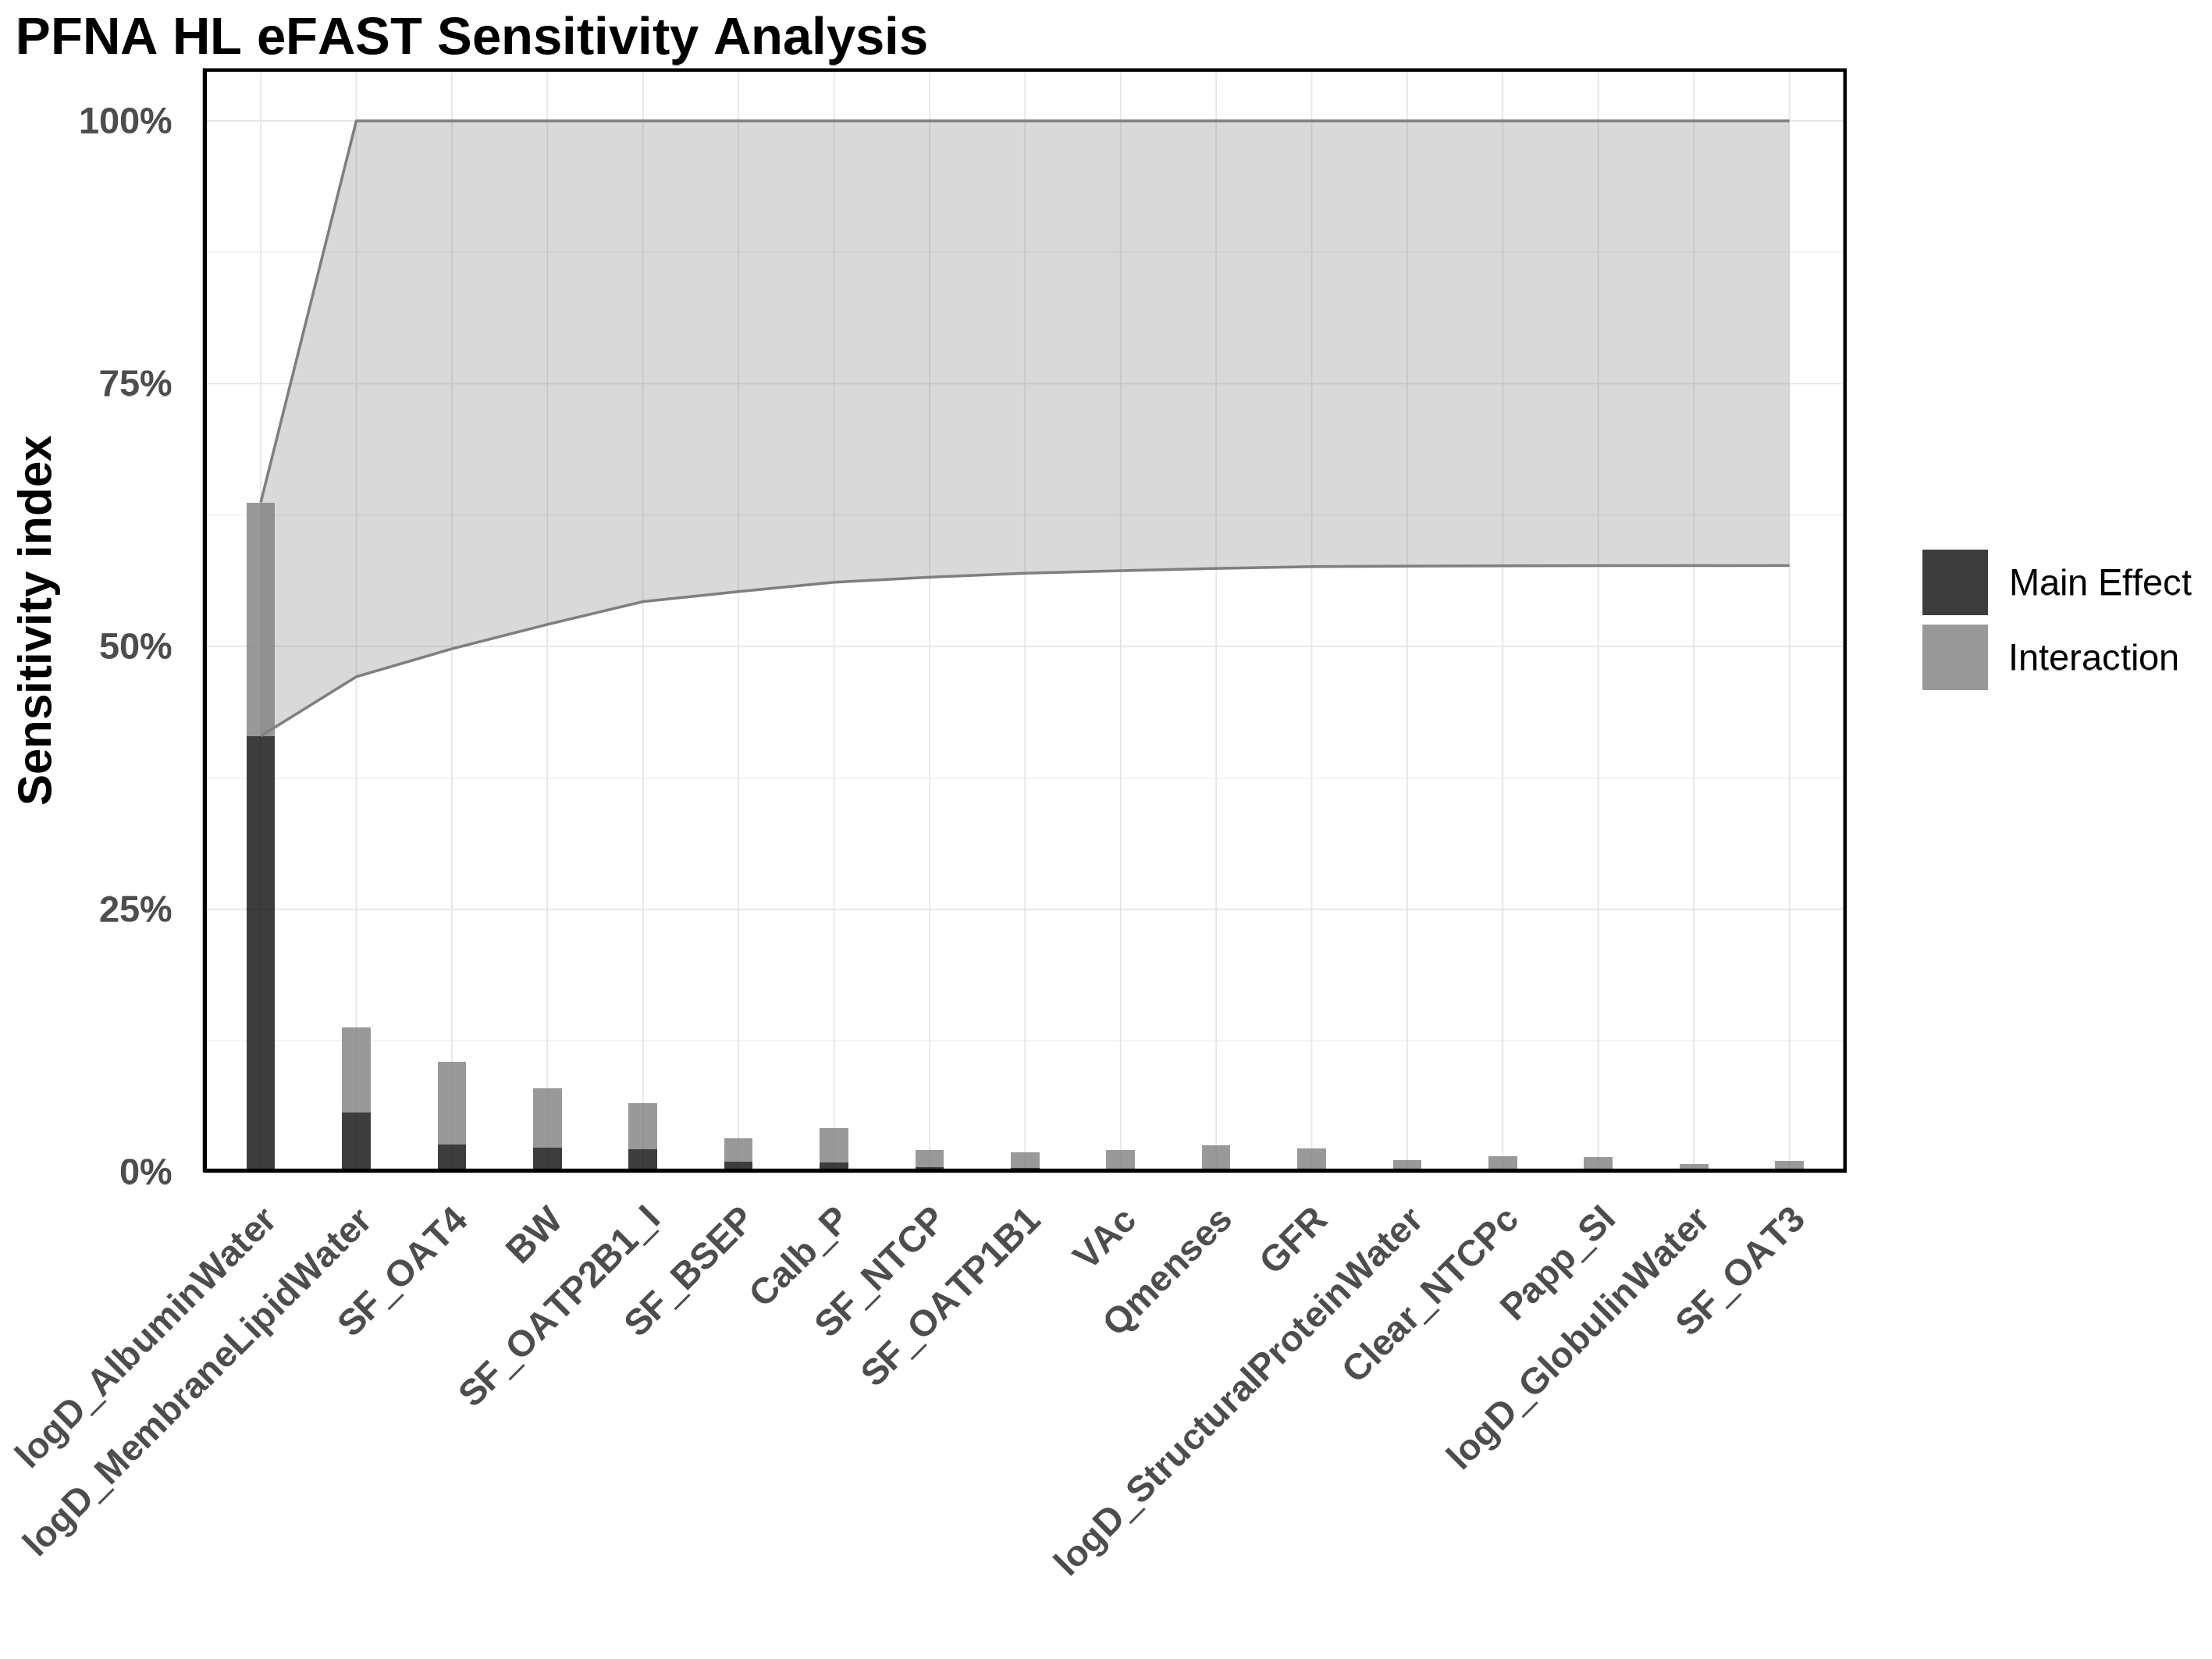 PFNA HL eFAST Sensitivity Analysis
Sensitivity index
100%
75%
50%
25%
0%
logD_AlbuminWater
logD_MembraneLipidWater
SF_OAT4
BW
SF_OATP2B1_I
SF_BSEP
Calb_P
SF_NTCP
SF_OATP1B1
VAc
Qmenses
GFR
logD_StructuralProteinWater
Clear_NTCPc
Papp_SI
logD_GlobulinWater
SF_OAT3
Main Effect
Interaction